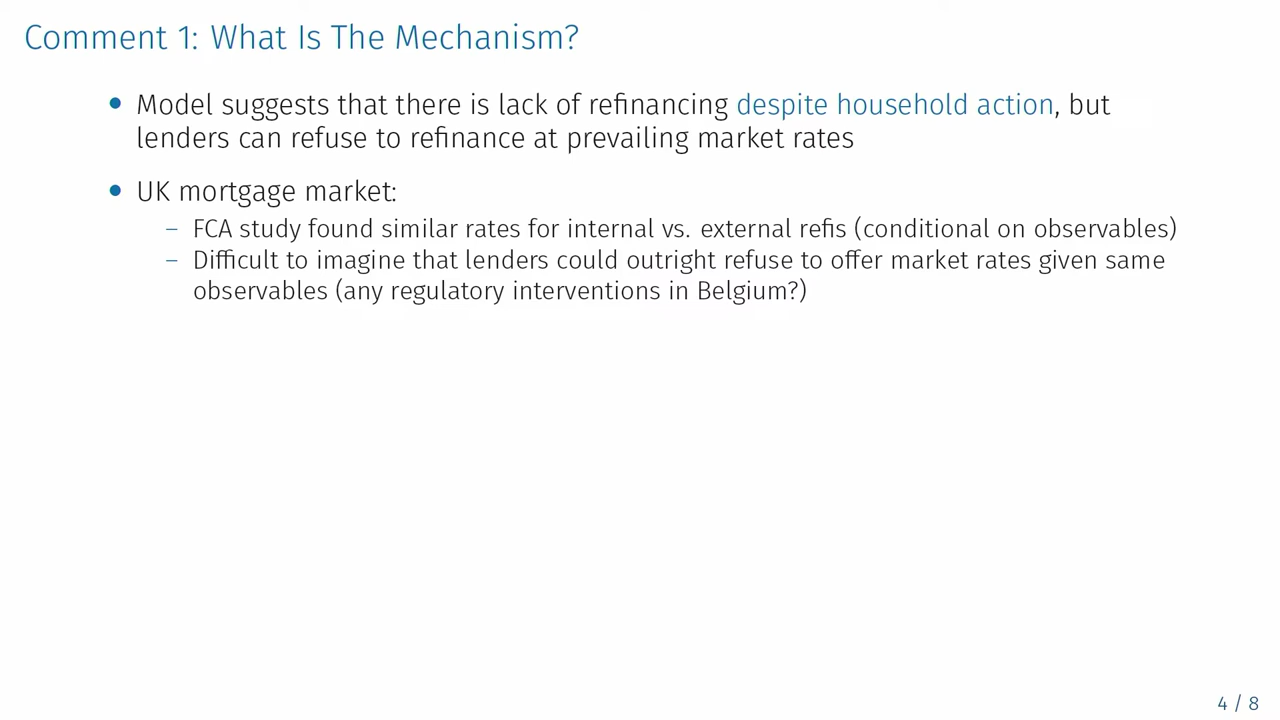 Comment 1: What Is The Mechanism?
• Model suggests that there is lack of refinancing despite household action, but
lenders can refuse to refinance at prevailing market rates
• UK mortgage market:
– FCA study found similar rates for internal vs. external refis (conditional on observables)
– Difficult to imagine that lenders could outright refuse to offer market rates given same
observables (any regulatory interventions in Belgium?)
4 / 8